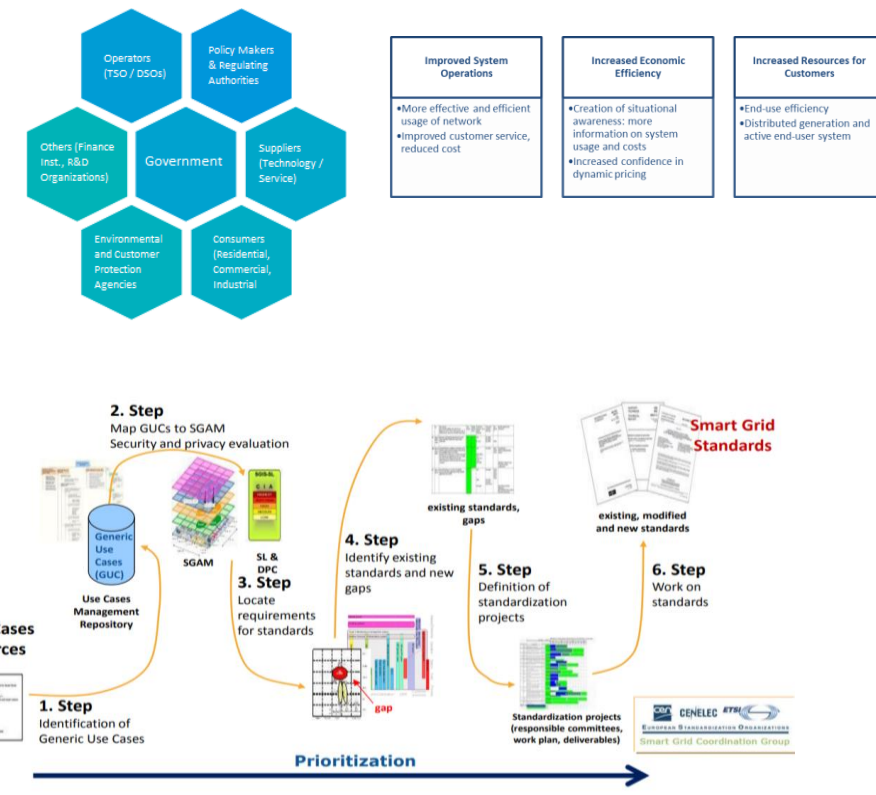 Operators
(TSO / DSOs)
Policy Makers
& Regulating
Authorities
Others (Finance
Inst., R&D
Organizations)
Government
Suppliers
(Technology /
Service)
Environmental
and Customer
Protection
Agencies
Consumers
(Residential,
Commercial,
Industrial
Improved System
Operations
•More effective and efficient
usage of network
•Improved customer service,
reduced cost
Increased Economic
Efficiency
•Creation of situational
awareness: more
information on system
usage and costs
•Increased confidence in
dynamic pricing
Increased Resources for
Customers
•End-use efficiency
•Distributed generation and
active end-user system
2. Step
Map GUCs to SGAM
Security and privacy evaluation
Generic
Use
Cases
(GUC)
Use Cases
Management
Repository
SGAM
C I A
SL &
DPC
3. Step
Locate
requirements
for standards
4. Step
Identify existing
standards and new
gaps
gap
existing standards,
gaps
5. Step
Definition of
standardization
projects
Standardization projects
(responsible committees,
work plan, deliverables)
6. Step
Work on
standards
Smart Grid
Standards
existing, modified
and new standards
ases
rces
1. Step
Identification of
Generic Use Cases
CEN CENELEC ETSI
EUROPEAN STANDARDIZATION ORGANIZATIONS
Smart Grid Coordination Group
Prioritization